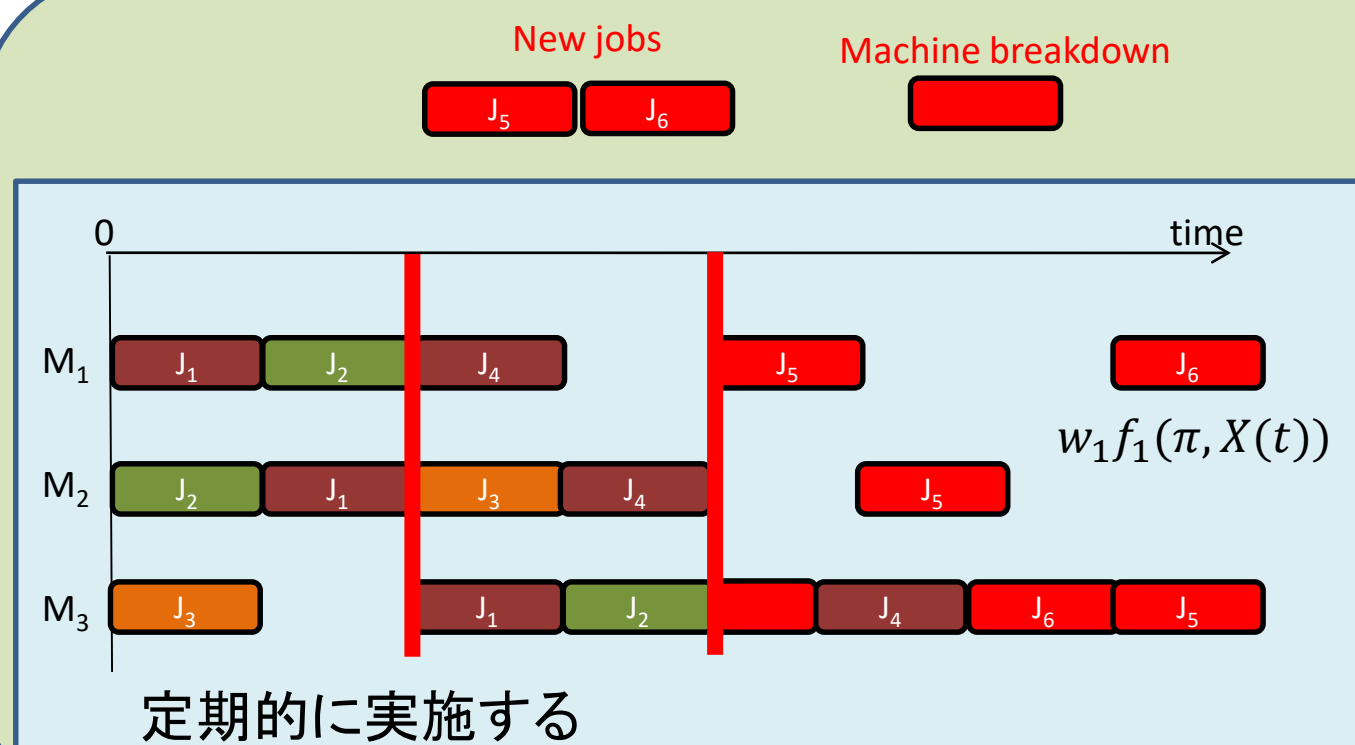 New jobs
Machine breakdown
J₅ J₆
0 time
M₁ J₁ J₂ J₄ J₅ J₆
w₁f₁(π, X(t))
M₂ J₂ J₁ J₃ J₄ J₅
M₃ J₃ J₁ J₂ J₄ J₆ J₅
定期的に実施する